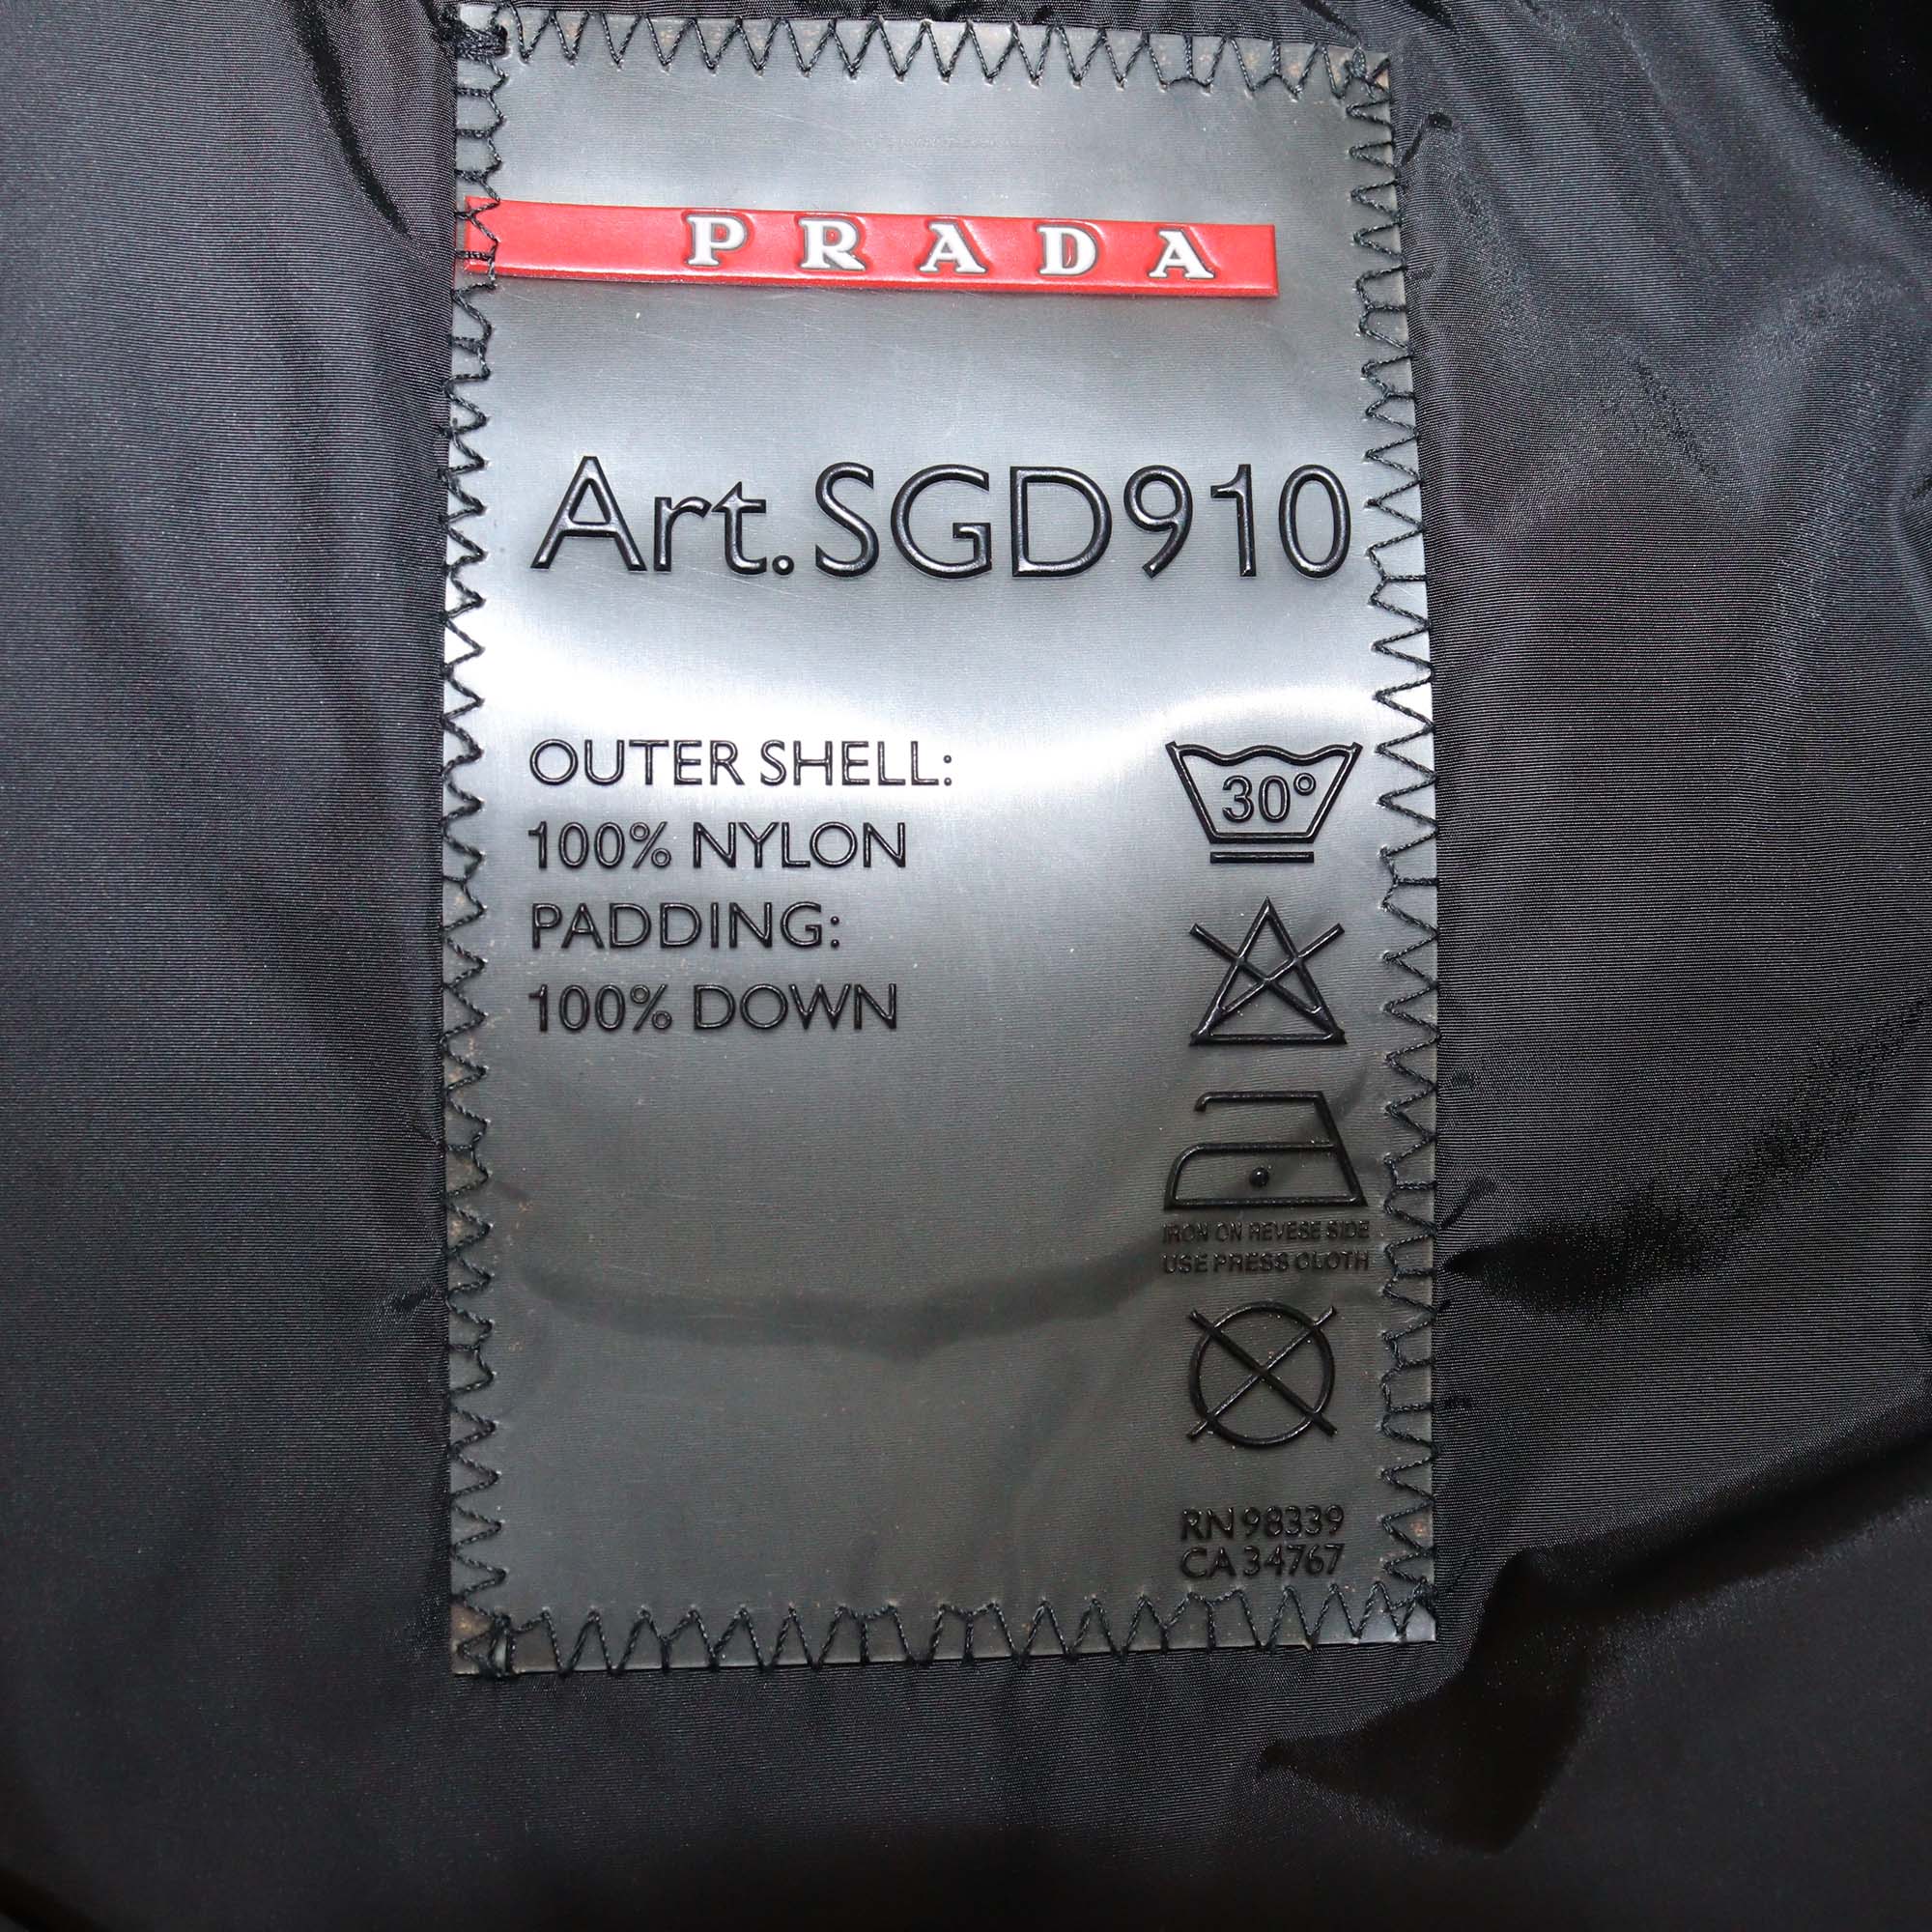 PRADA
Art.SGD910
OUTER SHELL:
100% NYLON
PADDING:
100% DOWN
30°
IRON ON REVESE SIDE
USE PRESS CLOTH
RN 98339
CA 34767